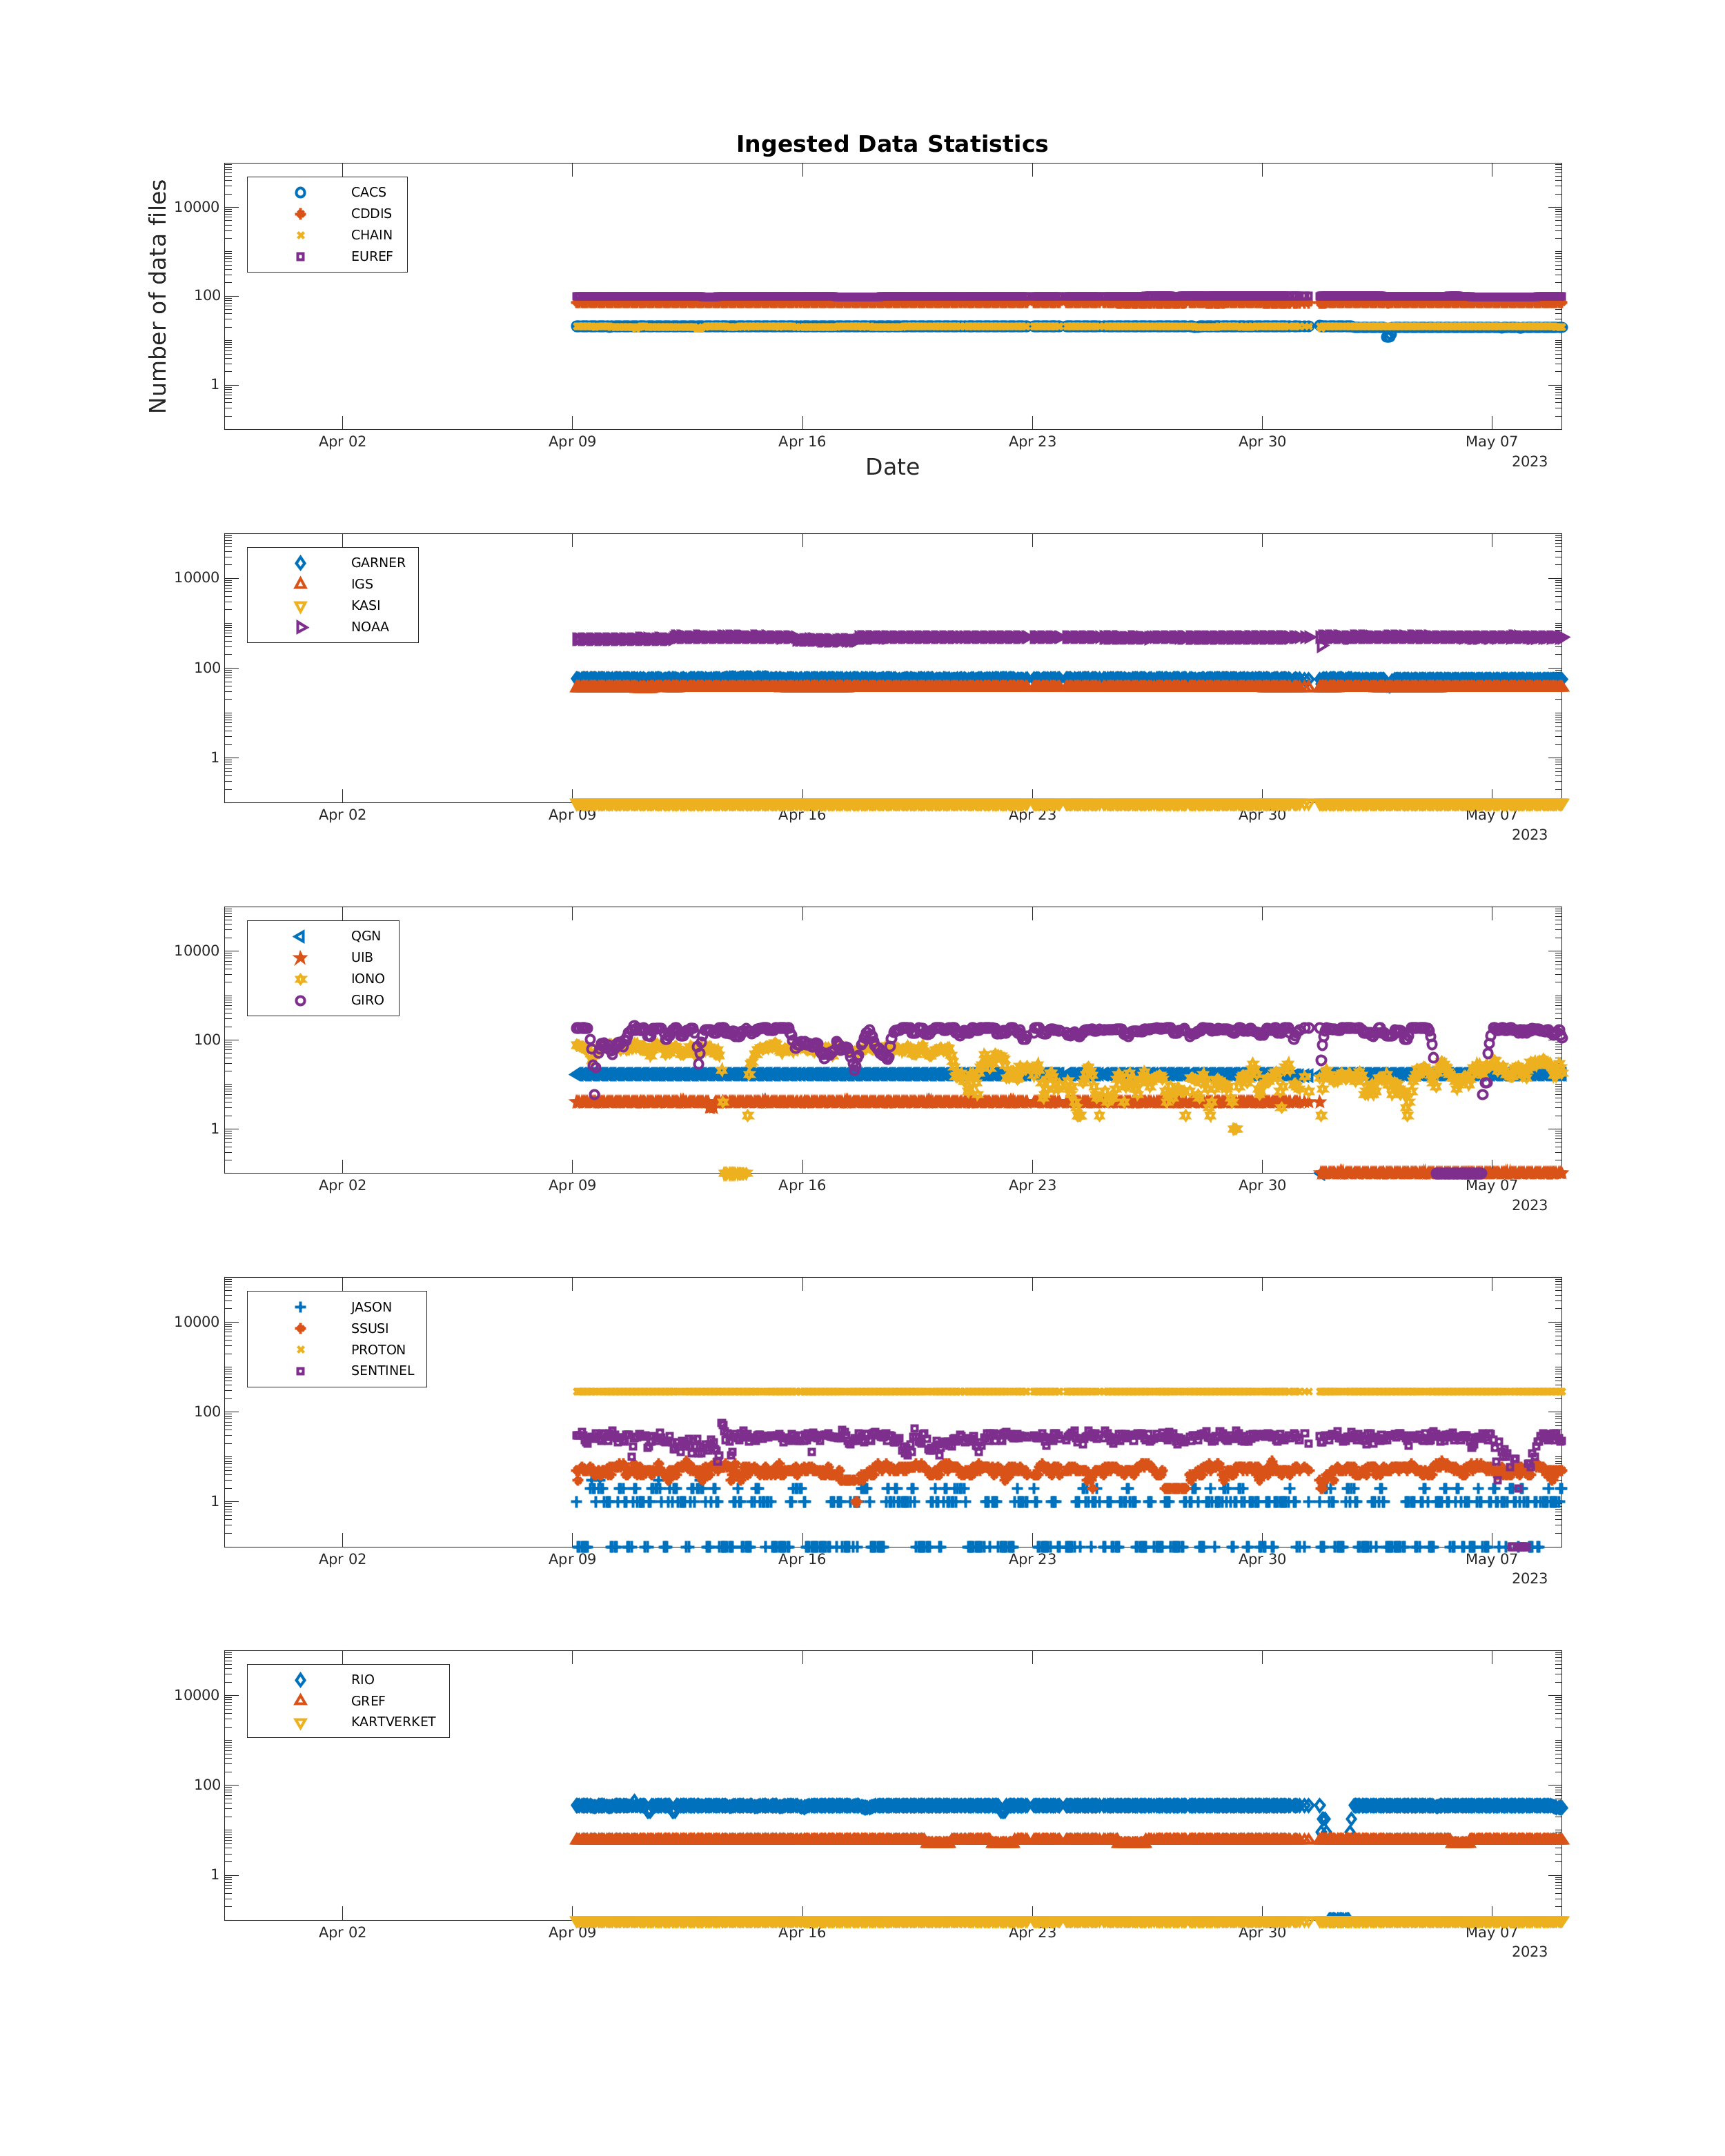 Ingested Data Statistics
Number of data files
10000
100
1
CACS
CDDIS
CHAIN
EUREF
Apr 02 Apr 09 Apr 16 Apr 23 Apr 30 May 07
2023
Date
10000
100
1
GARNER
IGS
KASI
NOAA
Apr 02 Apr 09 Apr 16 Apr 23 Apr 30 May 07
2023
10000
100
1
QGN
UIB
IONO
GIRO
Apr 02 Apr 09 Apr 16 Apr 23 Apr 30 May 07
2023
10000
100
1
JASON
SSUSI
PROTON
SENTINEL
Apr 02 Apr 09 Apr 16 Apr 23 Apr 30 May 07
2023
10000
100
1
RIO
GREF
KARTVERKET
Apr 02 Apr 09 Apr 16 Apr 23 Apr 30 May 07
2023